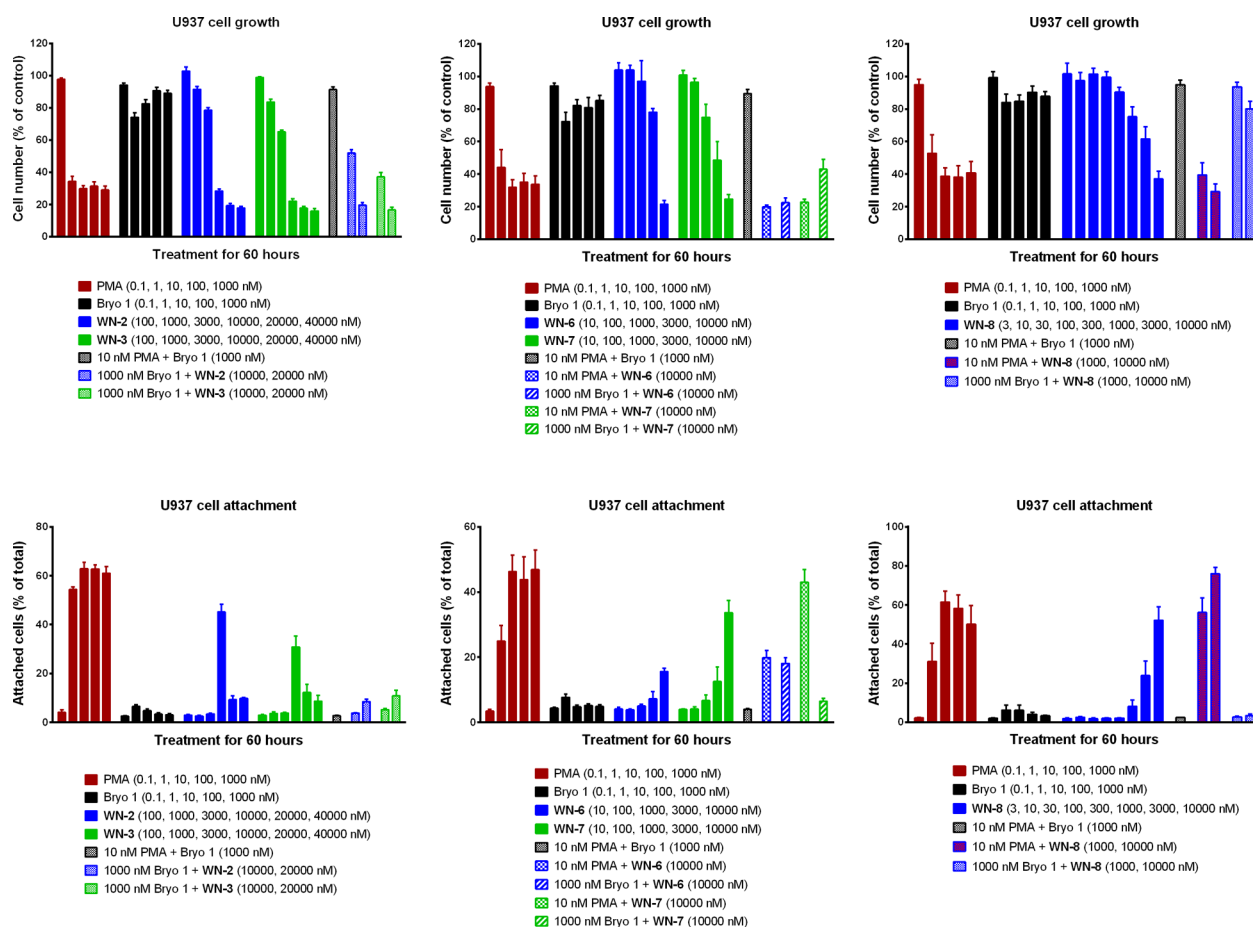 U937 cell growth
Cell number (% of control)
120
100
80
60
40
20
0
Treatment for 60 hours
PMA (0.1, 1, 10, 100, 1000 nM)
Bryo 1 (0.1, 1, 10, 100, 1000 nM)
WN-2 (100, 1000, 3000, 10000, 20000, 40000 nM)
WN-3 (100, 1000, 3000, 10000, 20000, 40000 nM)
10 nM PMA + Bryo 1 (1000 nM)
1000 nM Bryo 1 + WN-2 (10000, 20000 nM)
1000 nM Bryo 1 + WN-3 (10000, 20000 nM)
U937 cell growth
Cell number (% of control)
120
100
80
60
40
20
0
Treatment for 60 hours
PMA (0.1, 1, 10, 100, 1000 nM)
Bryo 1 (0.1, 1, 10, 100, 1000 nM)
WN-6 (10, 100, 1000, 3000, 10000 nM)
WN-7 (10, 100, 1000, 3000, 10000 nM)
10 nM PMA + Bryo 1 (1000 nM)
10 nM PMA + WN-6 (10000 nM)
1000 nM Bryo 1 + WN-6 (10000 nM)
10 nM PMA + WN-7 (10000 nM)
1000 nM Bryo 1 + WN-7 (10000 nM)
U937 cell growth
Cell number (% of control)
120
100
80
60
40
20
0
Treatment for 60 hours
PMA (0.1, 1, 10, 100, 1000 nM)
Bryo 1 (0.1, 1, 10, 100, 1000 nM)
WN-8 (3, 10, 30, 100, 300, 1000, 3000, 10000 nM)
10 nM PMA + Bryo 1 (1000 nM)
10 nM PMA + WN-8 (1000, 10000 nM)
1000 nM Bryo 1 + WN-8 (1000, 10000 nM)
U937 cell attachment
Attached cells (% of total)
80
60
40
20
0
Treatment for 60 hours
PMA (0.1, 1, 10, 100, 1000 nM)
Bryo 1 (0.1, 1, 10, 100, 1000 nM)
WN-2 (100, 1000, 3000, 10000, 20000, 40000 nM)
WN-3 (100, 1000, 3000, 10000, 20000, 40000 nM)
10 nM PMA + Bryo 1 (1000 nM)
1000 nM Bryo 1 + WN-2 (10000, 20000 nM)
1000 nM Bryo 1 + WN-3 (10000, 20000 nM)
U937 cell attachment
Attached cells (% of total)
60
40
20
0
Treatment for 60 hours
PMA (0.1, 1, 10, 100, 1000 nM)
Bryo 1 (0.1, 1, 10, 100, 1000 nM)
WN-6 (10, 100, 1000, 3000, 10000 nM)
WN-7 (10, 100, 1000, 3000, 10000 nM)
10 nM PMA + Bryo 1 (1000 nM)
10 nM PMA + WN-6 (10000 nM)
1000 nM Bryo 1 + WN-6 (10000 nM)
10 nM PMA + WN-7 (10000 nM)
1000 nM Bryo 1 + WN-7 (10000 nM)
U937 cell attachment
Attached cells (% of total)
100
80
60
40
20
0
Treatment for 60 hours
PMA (0.1, 1, 10, 100, 1000 nM)
Bryo 1 (0.1, 1, 10, 100, 1000 nM)
WN-8 (3, 10, 30, 100, 300, 1000, 3000, 10000 nM)
10 nM PMA + Bryo 1 (1000 nM)
10 nM PMA + WN-8 (1000, 10000 nM)
1000 nM Bryo 1 + WN-8 (1000, 10000 nM)